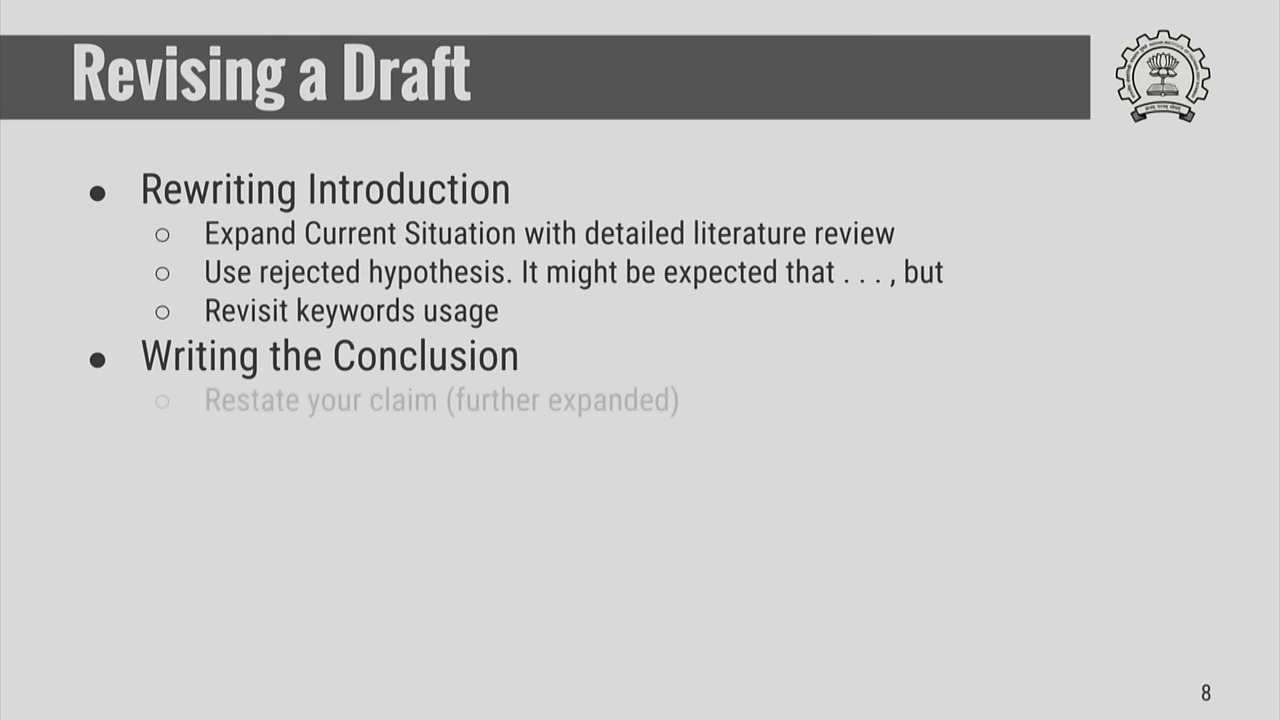 Revising a Draft
● Rewriting Introduction
○ Expand Current Situation with detailed literature review
○ Use rejected hypothesis. It might be expected that . . . , but
○ Revisit keywords usage
● Writing the Conclusion
○ Restate your claim (further expanded)
8